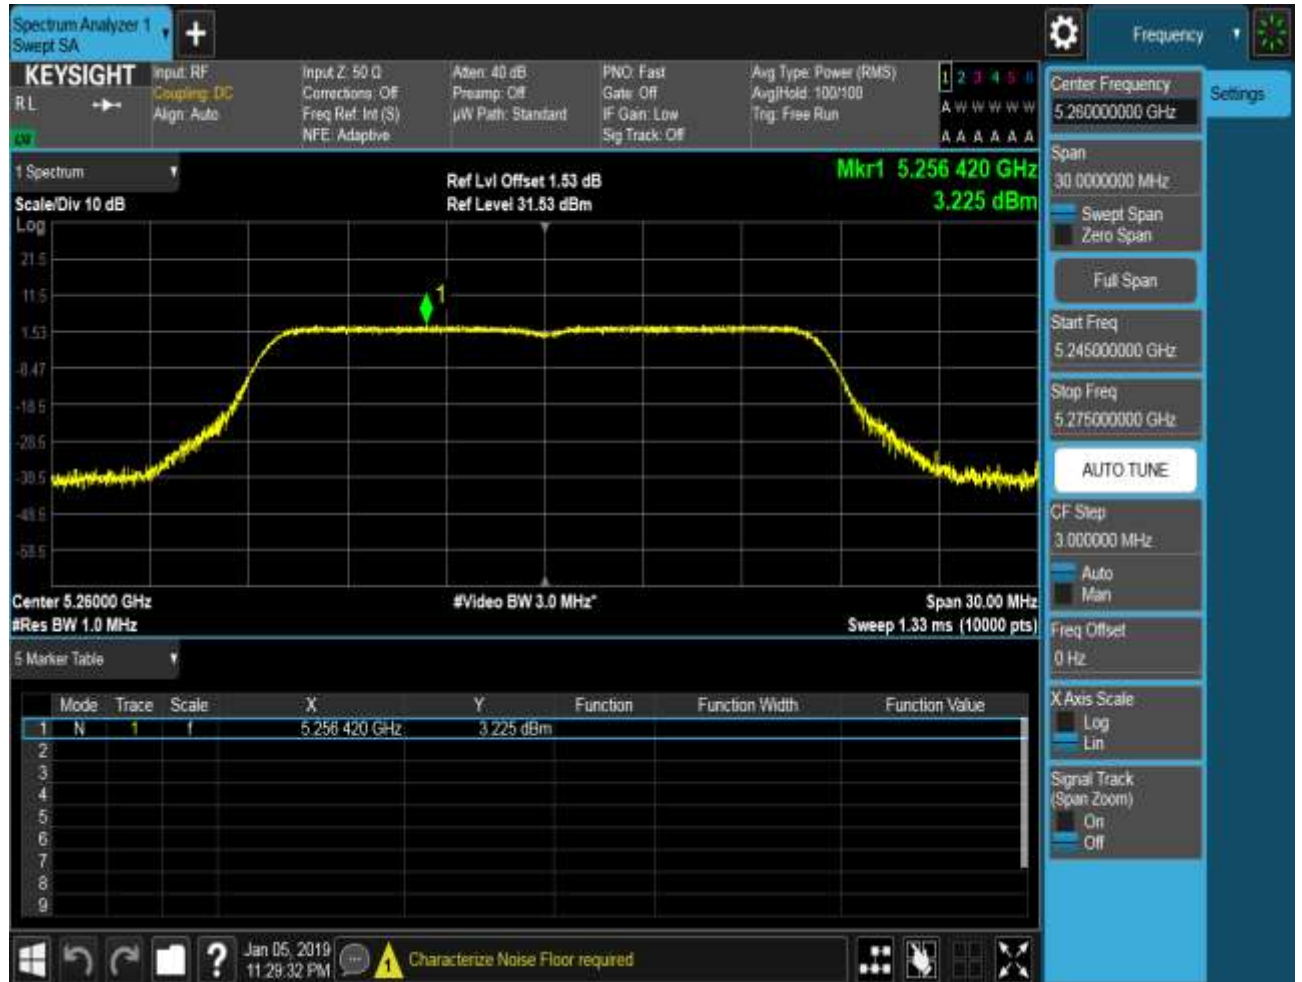 Spectrum Analyzer 1
Swept SA
+
Frequency
KEYSIGHT
RL
Input: RF
Coupling: DC
Align: Auto
Input Z: 50 Ω
Corrections: Off
Freq Ref: Int (S)
NFE: Adaptive
Atten: 40 dB
Preamp: Off
µW Path: Standard
PNO: Fast
Gate: Off
IF Gain: Low
Sig Track: Off
Avg Type: Power (RMS)
Avg|Hold: 100/100
Trig: Free Run
1 2 3 4 5 6
A W W W W W
A A A A A A
1 Spectrum
Scale/Div 10 dB
Log
Ref Lvl Offset 1.53 dB
Ref Level 31.53 dBm
Mkr1 5.256 420 GHz
3.225 dBm
21.5
11.5
1.53
-8.47
-18.5
-28.5
-38.5
-48.5
-58.5
1
Center 5.26000 GHz
#Res BW 1.0 MHz
#Video BW 3.0 MHz*
Span 30.00 MHz
Sweep 1.33 ms (10000 pts)
5 Marker Table
Mode Trace Scale X Y Function Function Width Function Value
1 N 1 f 5.256 420 GHz 3.225 dBm
2
3
4
5
6
7
8
9
Jan 05, 2019
11:29:32 PM
Characterize Noise Floor required
Center Frequency
5.260000000 GHz
Settings
Span
30.0000000 MHz
Swept Span
Zero Span
Full Span
Start Freq
5.245000000 GHz
Stop Freq
5.275000000 GHz
AUTO TUNE
CF Step
3.000000 MHz
Auto
Man
Freq Offset
0 Hz
X Axis Scale
Log
Lin
Signal Track
(Span Zoom)
On
Off